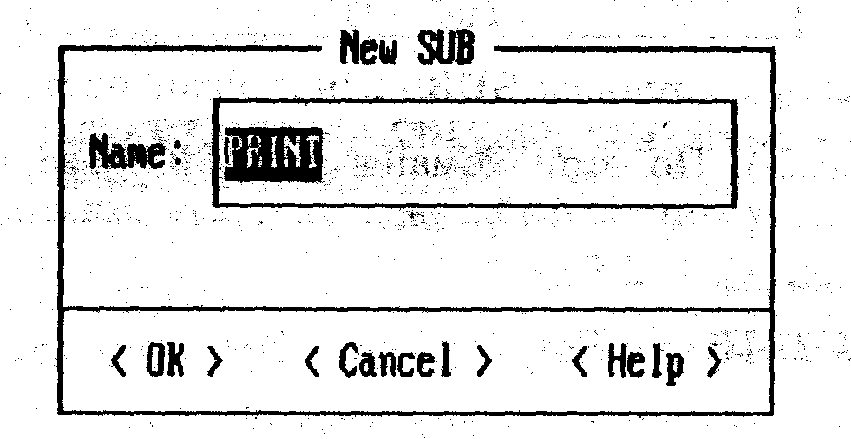 New SUB
Name: PRINT
< OK > < Cancel > < Help >